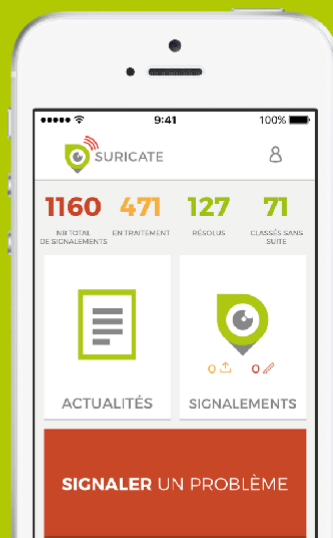 9:41
100%
SURICATE
1160 471 127 71
NB TOTAL
DE SIGNALEMENTS
EN TRAITEMENT
RÉSOLUS
CLASSÉS SANS
SUITE
0 0
ACTUALITÉS
SIGNALEMENTS
SIGNALER UN PROBLÈME